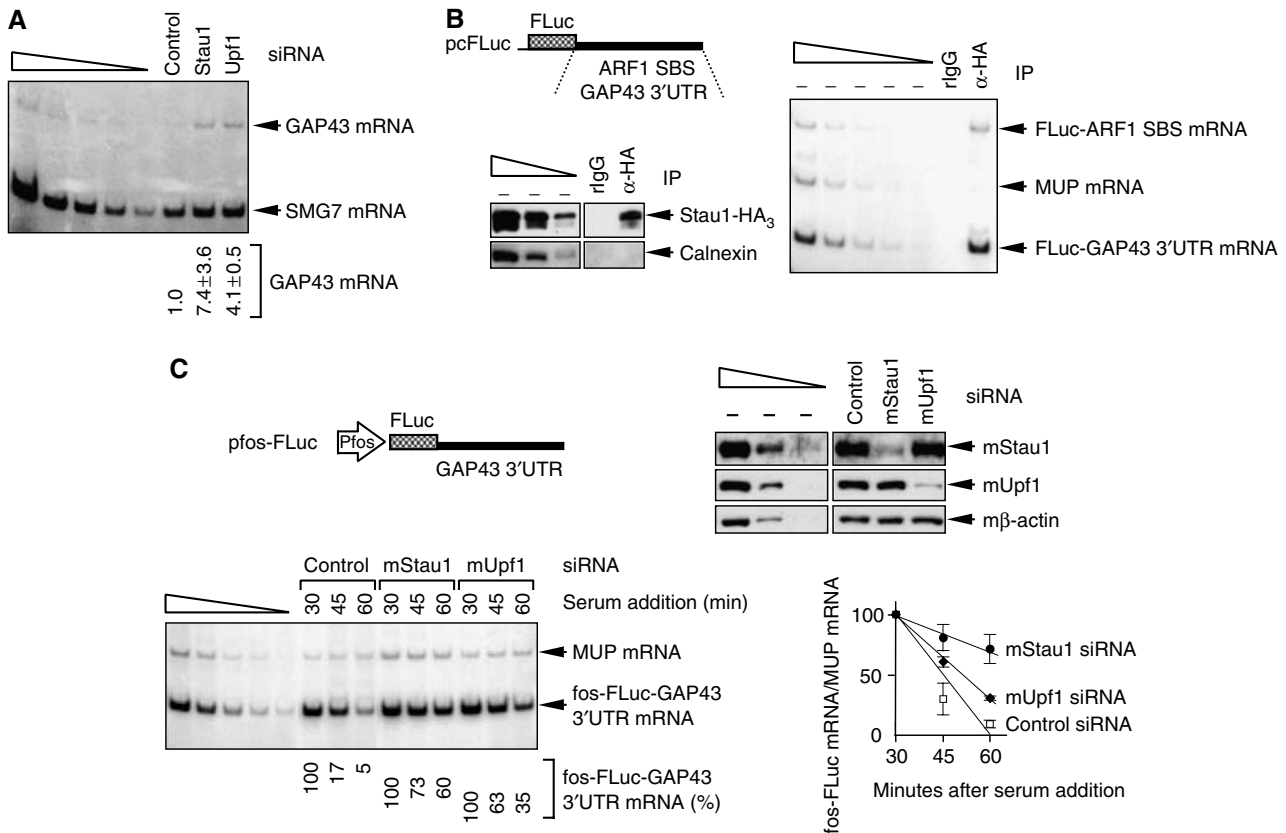 A
Control
Stau1
Upf1
siRNA
GAP43 mRNA
SMG7 mRNA
1.0
7.4±3.6
4.1±0.5
GAP43 mRNA
B
FLuc
pcFLuc
ARF1 SBS
GAP43 3′UTR
– – –
rIgG
α-HA
IP
Stau1-HA3
Calnexin
– – – – –
rIgG
α-HA
IP
FLuc-ARF1 SBS mRNA
MUP mRNA
FLuc-GAP43 3′UTR mRNA
C
pfos-FLuc
Pfos
FLuc
GAP43 3′UTR
– – –
Control
mStau1
mUpf1
siRNA
mStau1
mUpf1
mβ-actin
Control mStau1 mUpf1 siRNA
30 45 60 30 45 60 30 45 60 Serum addition (min)
MUP mRNA
fos-FLuc-GAP43
3′UTR mRNA
100 17 5 100 73 60 100 63 35
fos-FLuc-GAP43
3′UTR mRNA (%)
fos-FLuc mRNA/MUP mRNA
100
50
0
30 45 60
Minutes after serum addition
mStau1 siRNA
mUpf1 siRNA
Control siRNA